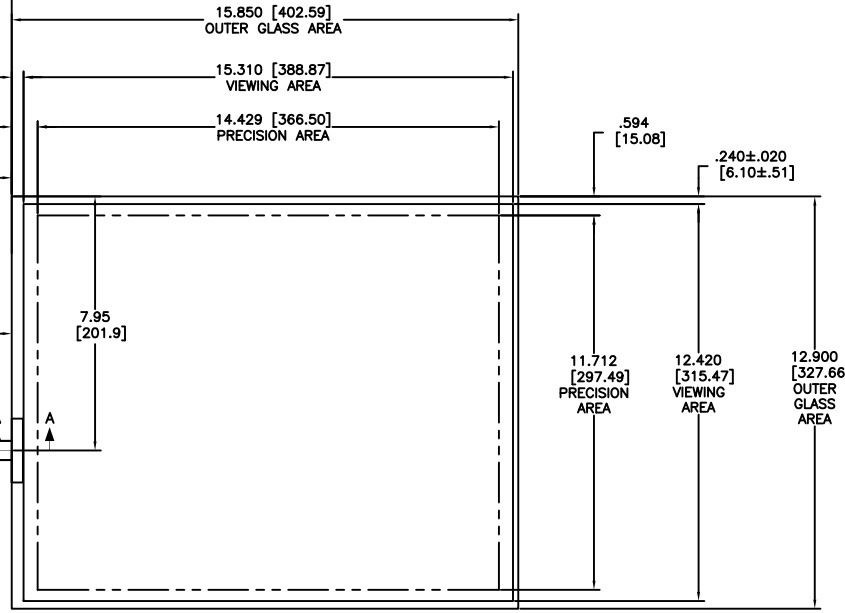 15.850 [402.59]
OUTER GLASS AREA
15.310 [388.87]
VIEWING AREA
14.429 [366.50]
PRECISION AREA
.594
[15.08]
.240±.020
[6.10±.51]
7.95
[201.9]
11.712
[297.49]
PRECISION
AREA
12.420
[315.47]
VIEWING
AREA
12.900
[327.66
OUTER
GLASS
AREA
A